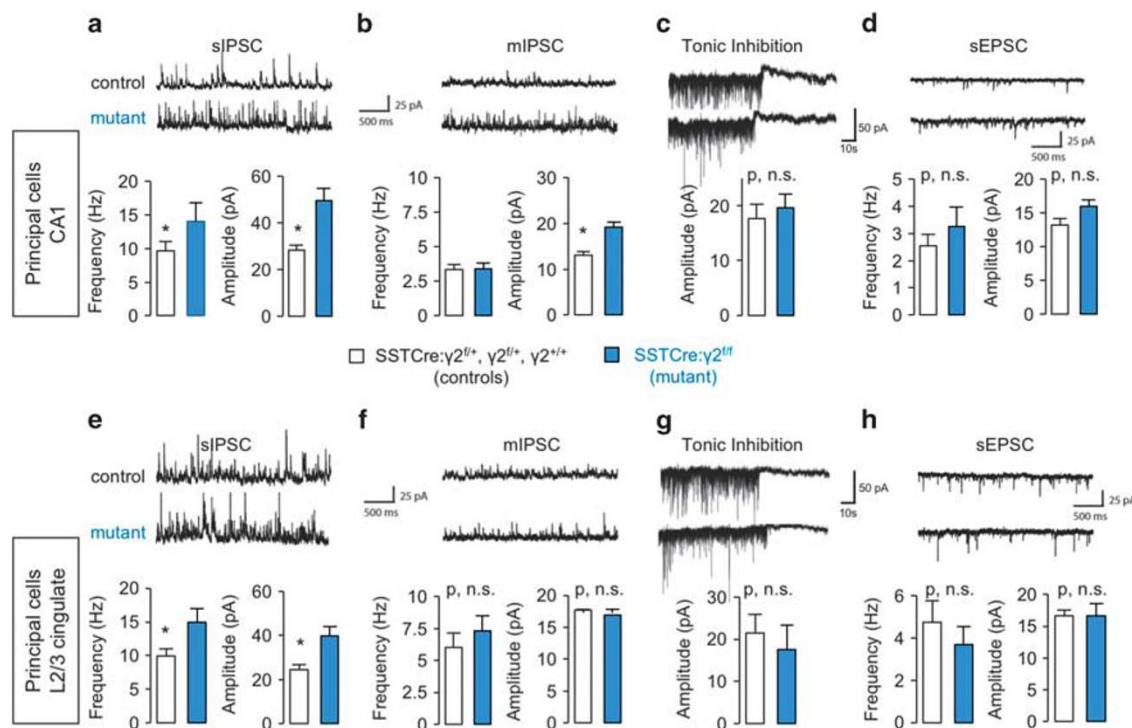 a
sIPSC
control
mutant
b
mIPSC
25 pA
500 ms
c
Tonic Inhibition
50 pA
10s
d
sEPSC
25 pA
500 ms
Principal cells
CA1
Frequency (Hz)
20
15
10
5
0
*
Amplitude (pA)
60
40
20
0
*
Frequency (Hz)
10
7.5
5
2.5
0
Amplitude (pA)
30
20
10
0
*
Amplitude (pA)
p, n.s.
20
10
0
Frequency (Hz)
5
4
3
2
1
0
p, n.s.
Amplitude (pA)
20
15
10
5
0
p, n.s.
SSTCre:γ2f/+, γ2f/+, γ2+/+
(controls)
SSTCre:γ2f/f
(mutant)
e
sIPSC
control
mutant
f
mIPSC
25 pA
500 ms
g
Tonic Inhibition
50 pA
10s
h
sEPSC
25 pA
500 ms
Principal cells
L2/3 cingulate
Frequency (Hz)
20
15
10
5
0
*
Amplitude (pA)
60
40
20
0
*
Frequency (Hz)
10
7.5
5
2.5
0
p, n.s.
Amplitude (pA)
20
15
10
5
0
p, n.s.
Amplitude (pA)
30
20
10
0
p, n.s.
Frequency (Hz)
6
4
2
0
p, n.s.
Amplitude (pA)
20
15
10
5
0
p, n.s.